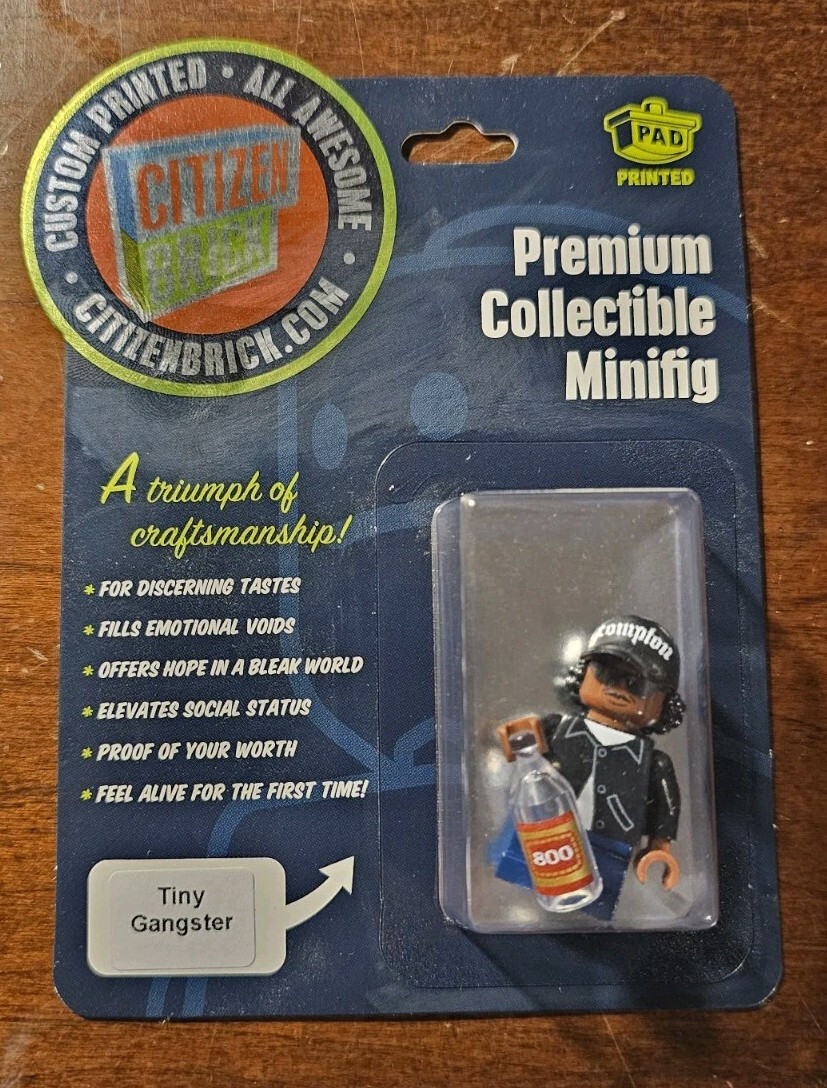 CUSTOM PRINTED • ALL AWESOME
CITIZEN
BRICK
• CITIZENBRICK.COM •
PAD
PRINTED
Premium
Collectible
Minifig
A triumph of
craftsmanship!
* FOR DISCERNING TASTES
* FILLS EMOTIONAL VOIDS
* OFFERS HOPE IN A BLEAK WORLD
* ELEVATES SOCIAL STATUS
* PROOF OF YOUR WORTH
* FEEL ALIVE FOR THE FIRST TIME!
compton
800
Tiny
Gangster